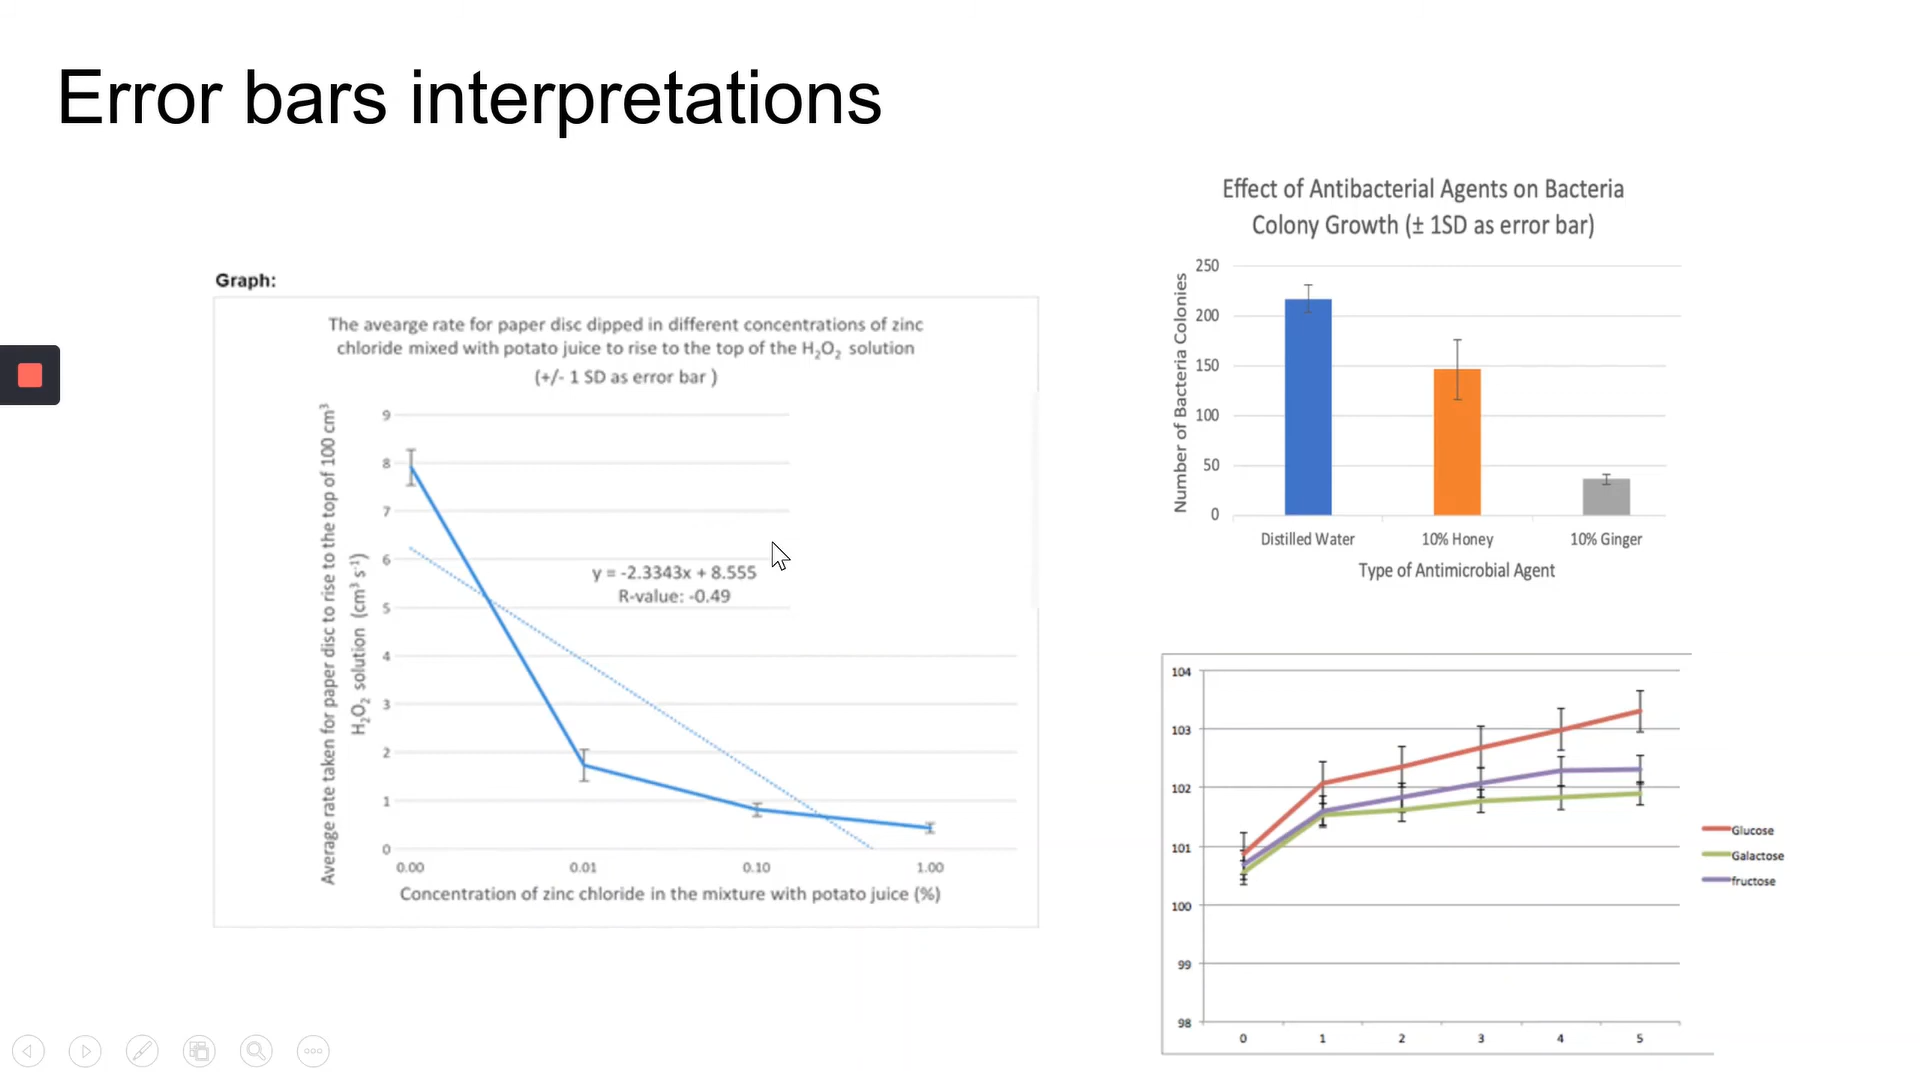 Error bars interpretations
Graph:
The avearge rate for paper disc dipped in different concentrations of zinc
chloride mixed with potato juice to rise to the top of the H₂O₂ solution
(+/- 1 SD as error bar )
Average rate taken for paper disc to rise to the top of 100 cm³
H₂O₂ solution (cm³ s⁻¹)
9
8
7
6
5
4
3
2
1
0
y = -2.3343x + 8.555
R-value: -0.49
0.00 0.01 0.10 1.00
Concentration of zinc chloride in the mixture with potato juice (%)
Effect of Antibacterial Agents on Bacteria
Colony Growth (± 1SD as error bar)
Number of Bacteria Colonies
250
200
150
100
50
0
Distilled Water 10% Honey 10% Ginger
Type of Antimicrobial Agent
104
103
102
101
100
99
98
0 1 2 3 4 5
Glucose
Galactose
fructose